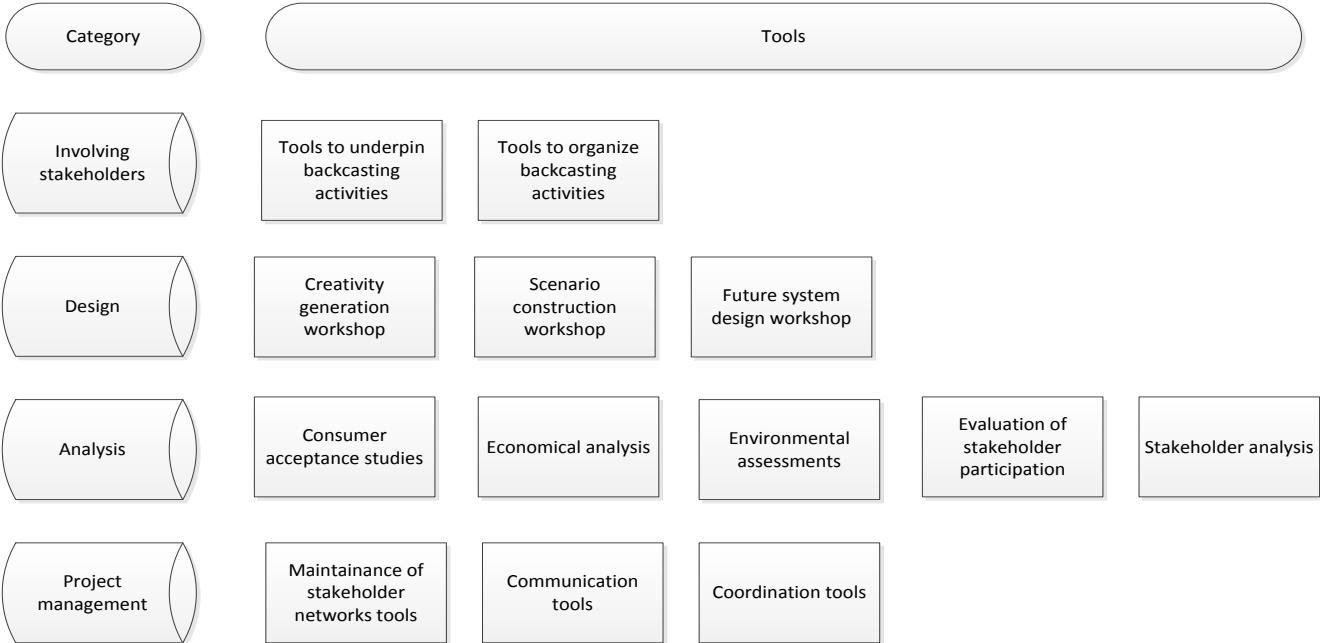 Category
Tools
Involving
stakeholders
Tools to underpin
backcasting
activities
Tools to organize
backcasting
activities
Design
Creativity
generation
workshop
Scenario
construction
workshop
Future system
design workshop
Analysis
Consumer
acceptance studies
Economical analysis
Environmental
assessments
Evaluation of
stakeholder
participation
Stakeholder analysis
Project
management
Maintainance of
stakeholder
networks tools
Communication
tools
Coordination tools